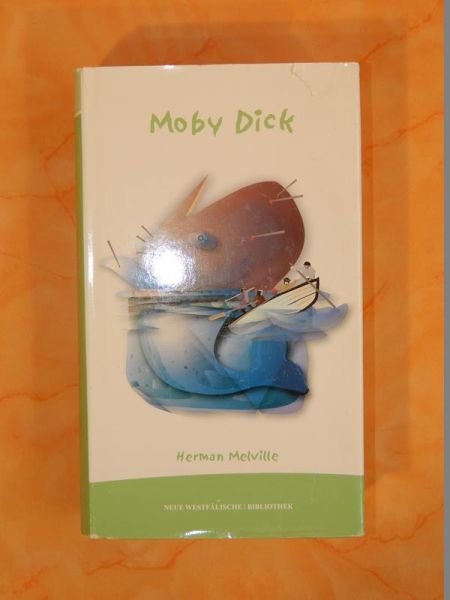 Moby Dick
Herman Melville
NEUE WESTFÄLISCHE | BIBLIOTHEK